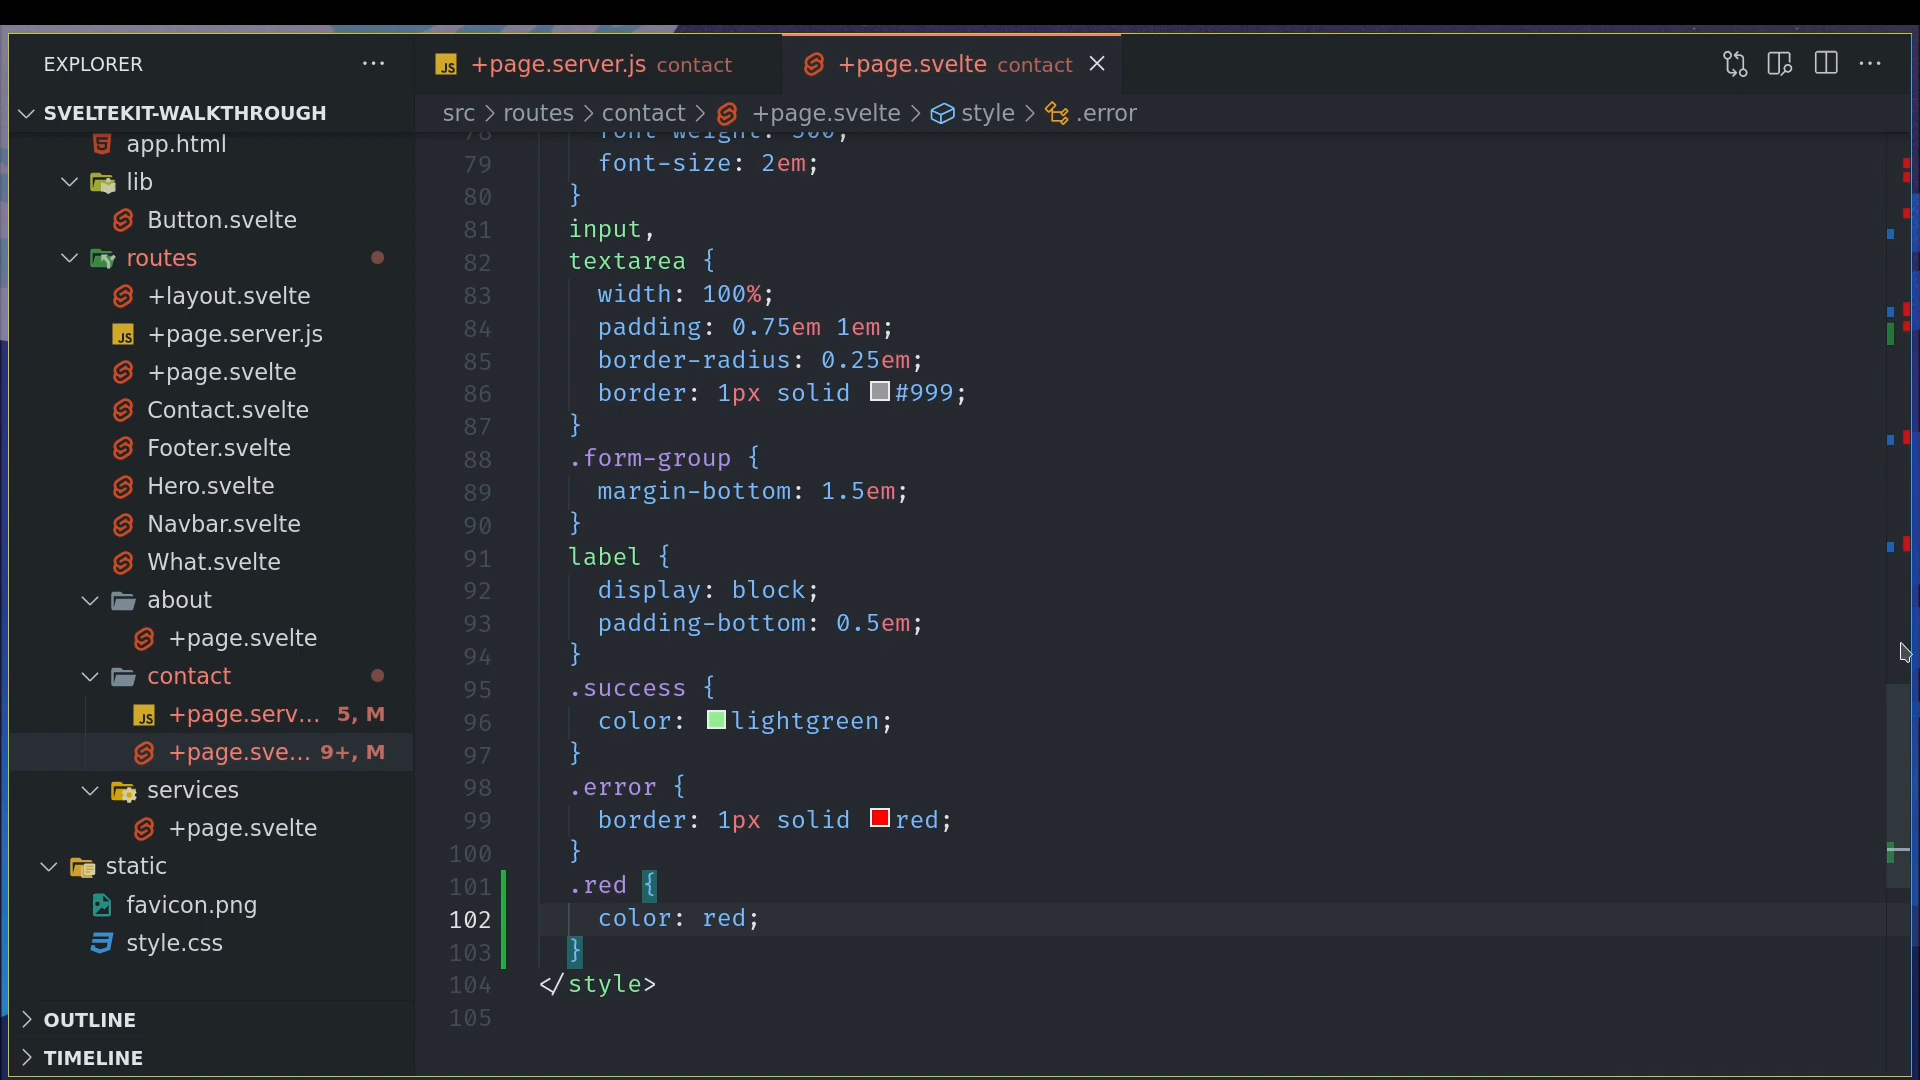 EXPLORER
SVELTEKIT-WALKTHROUGH
app.html
lib
Button.svelte
routes
+layout.svelte
+page.server.js
+page.svelte
Contact.svelte
Footer.svelte
Hero.svelte
Navbar.svelte
What.svelte
about
+page.svelte
contact
+page.serv... 5, M
+page.sve... 9+, M
services
+page.svelte
static
favicon.png
style.css
OUTLINE
TIMELINE
+page.server.js contact
+page.svelte contact
src > routes > contact > +page.svelte > style > .error
78 font-weight: 500;
79 font-size: 2em;
80 }
81 input,
82 textarea {
83 width: 100%;
84 padding: 0.75em 1em;
85 border-radius: 0.25em;
86 border: 1px solid #999;
87 }
88 .form-group {
89 margin-bottom: 1.5em;
90 }
91 label {
92 display: block;
93 padding-bottom: 0.5em;
94 }
95 .success {
96 color: lightgreen;
97 }
98 .error {
99 border: 1px solid red;
100 }
101 .red {
102 color: red;
103 }
104 </style>
105